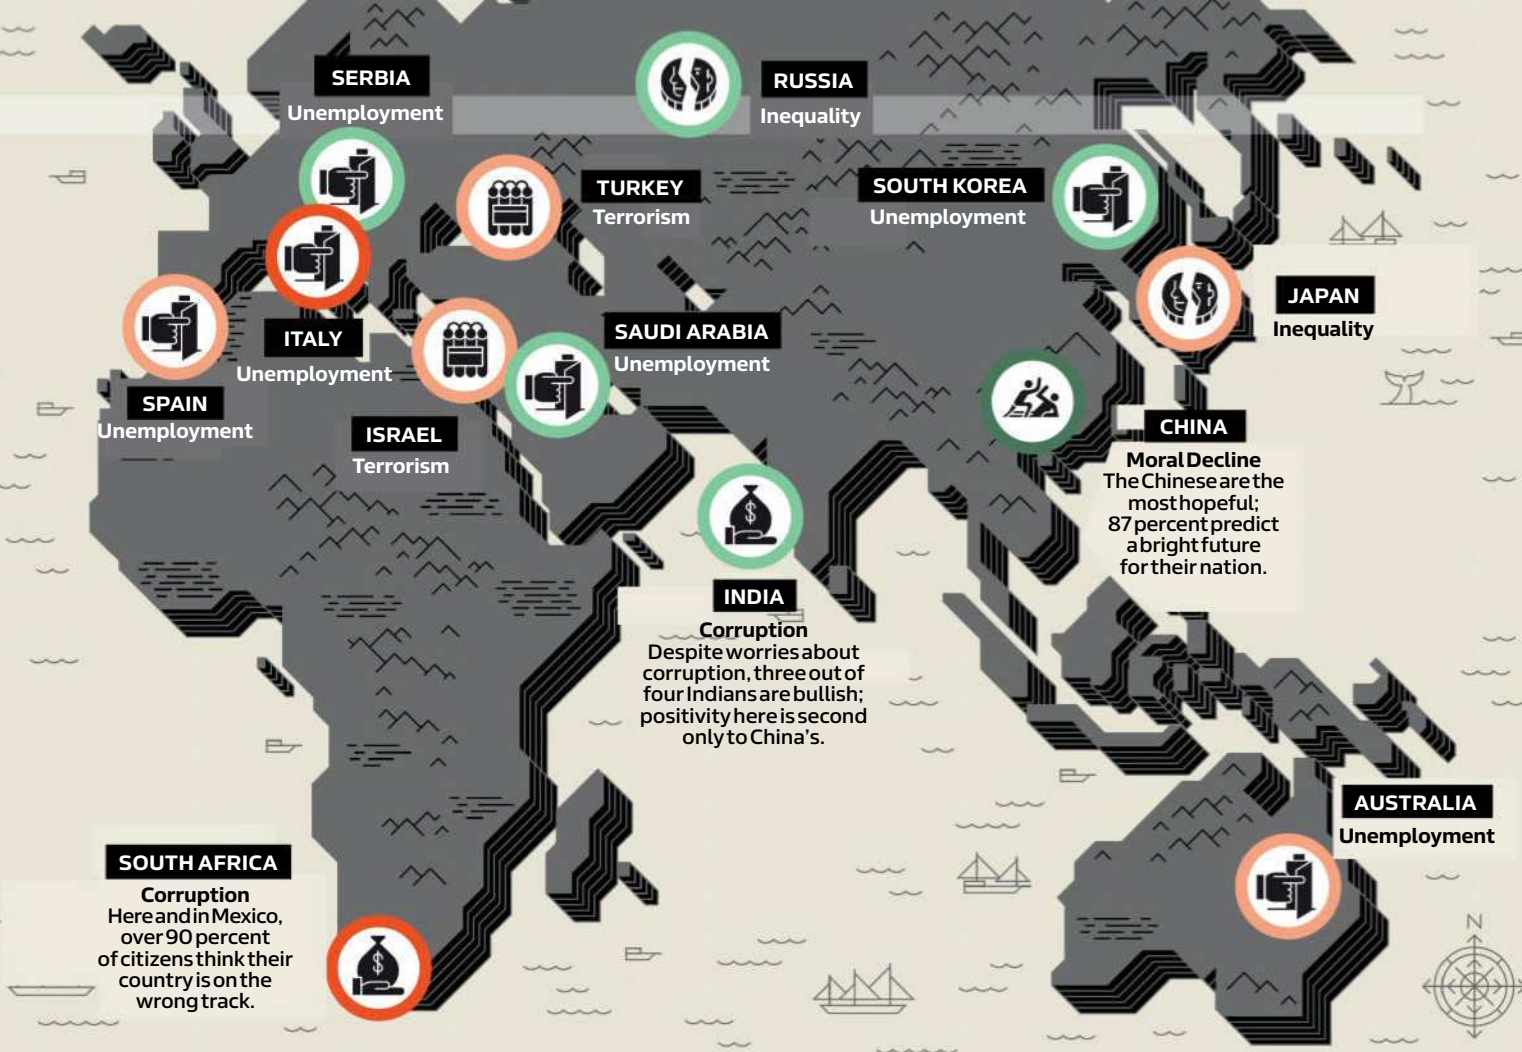 SERBIA
Unemployment
RUSSIA
Inequality
TURKEY
Terrorism
SOUTH KOREA
Unemployment
JAPAN
Inequality
ITALY
Unemployment
SAUDI ARABIA
Unemployment
SPAIN
Unemployment
ISRAEL
Terrorism
CHINA
Moral Decline
The Chinese are the
most hopeful;
87 percent predict
a bright future
for their nation.
INDIA
Corruption
Despite worries about
corruption, three out of
four Indians are bullish;
positivity here is second
only to China's.
AUSTRALIA
Unemployment
SOUTH AFRICA
Corruption
Here and in Mexico,
over 90 percent
of citizens think their
country is on the
wrong track.
N
$
$